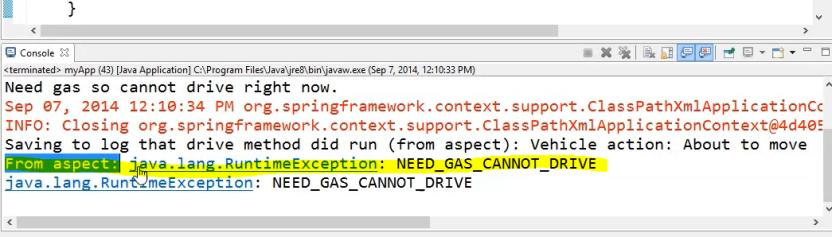 }
Console
<terminated> myApp (43) [Java Application] C:\Program Files\Java\jre8\bin\javaw.exe (Sep 7, 2014, 12:10:33 PM)
Need gas so cannot drive right now.
Sep 07, 2014 12:10:34 PM org.springframework.context.support.ClassPathXmlApplicationCo
INFO: Closing org.springframework.context.support.ClassPathXmlApplicationContext@4d405
Saving to log that drive method did run (from aspect): Vehicle action: About to move
From aspect: java.lang.RuntimeException: NEED_GAS_CANNOT_DRIVE
java.lang.RuntimeException: NEED_GAS_CANNOT_DRIVE